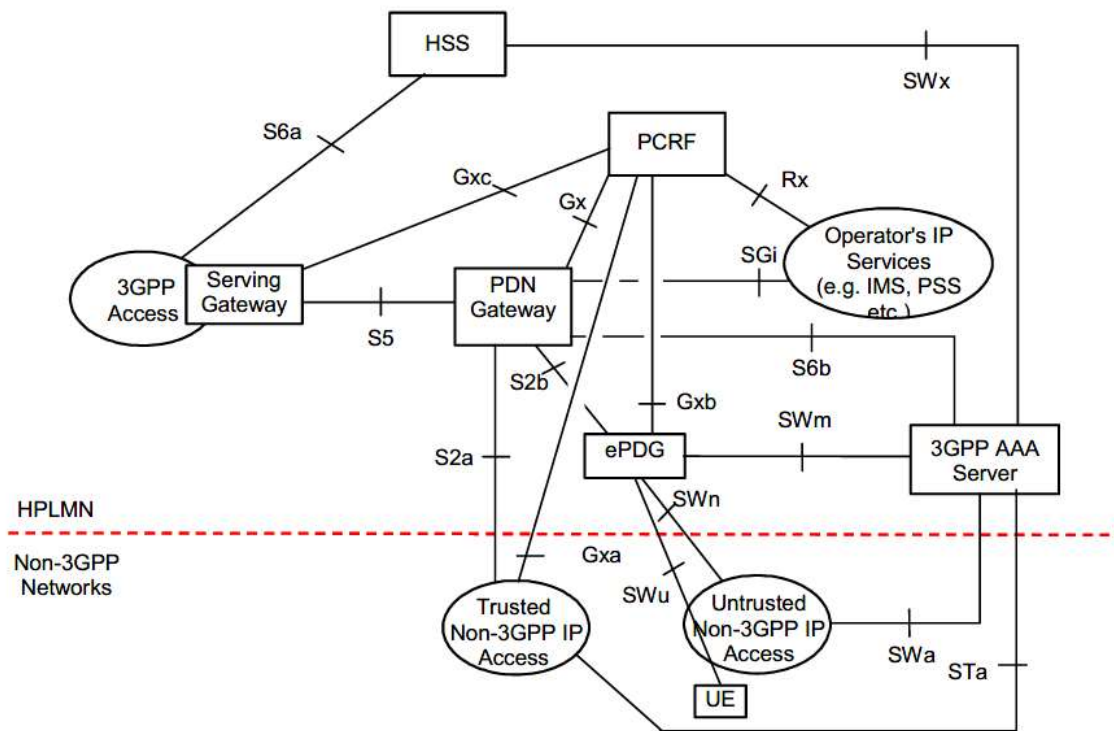 HSS
SWx
S6a
PCRF
Gxc
Rx
Gx
Operator's IP
Services
(e.g. IMS, PSS
etc.)
SGi
3GPP
Access
Serving
Gateway
PDN
Gateway
S5
S6b
S2b
Gxb
SWm
ePDG
3GPP AAA
Server
S2a
SWn
HPLMN
Non-3GPP
Networks
Gxa
SWu
Trusted
Non-3GPP IP
Access
Untrusted
Non-3GPP IP
Access
SWa
STa
UE